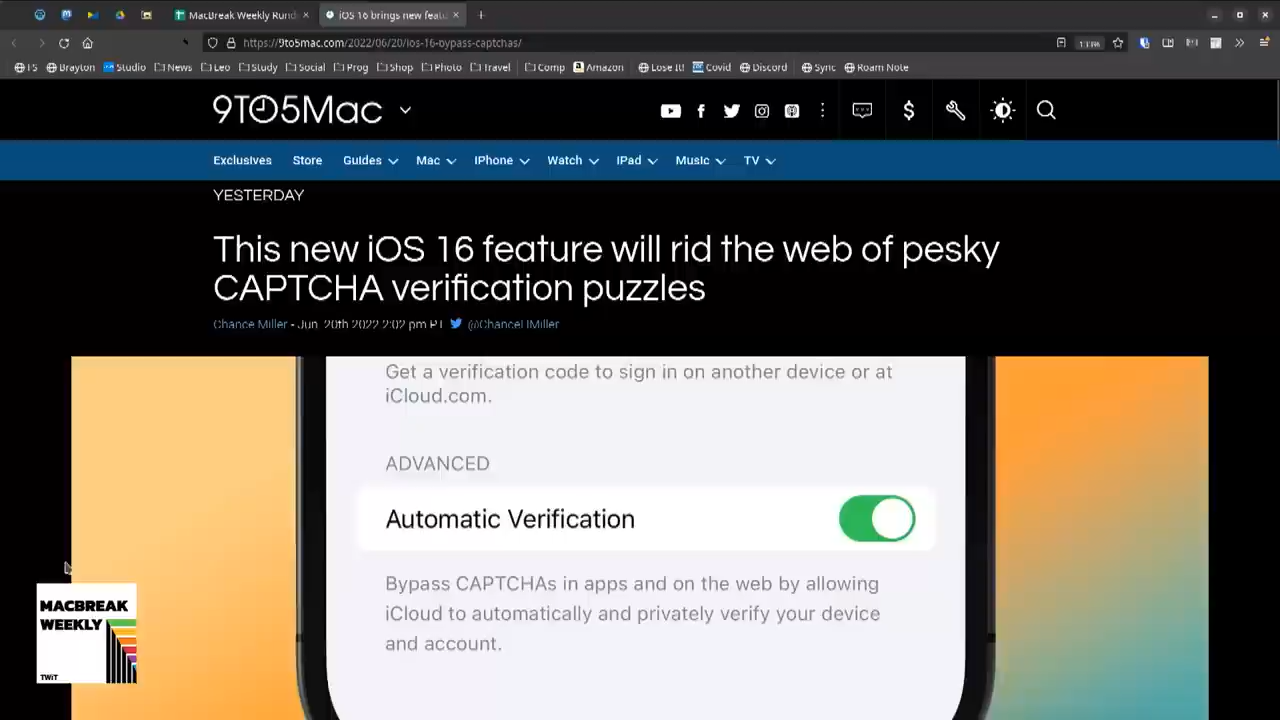 MacBreak Weekly Rund
iOS 16 brings new featu
https://9to5mac.com/2022/06/20/ios-16-bypass-captchas/
133%
TS Brayton Studio News Leo Study Social Prog Shop Photo Travel Comp Amazon Lose It! Covid Discord Sync Roam Note
9TO5Mac
Exclusives Store Guides Mac iPhone Watch iPad Music TV
YESTERDAY
This new iOS 16 feature will rid the web of pesky
CAPTCHA verification puzzles
Chance Miller - Jun. 20th 2022 2:02 pm PT @ChanceHMiller
Get a verification code to sign in on another device or at
iCloud.com.
ADVANCED
Automatic Verification
Bypass CAPTCHAs in apps and on the web by allowing
iCloud to automatically and privately verify your device
and account.
MACBREAK
WEEKLY
TWiT